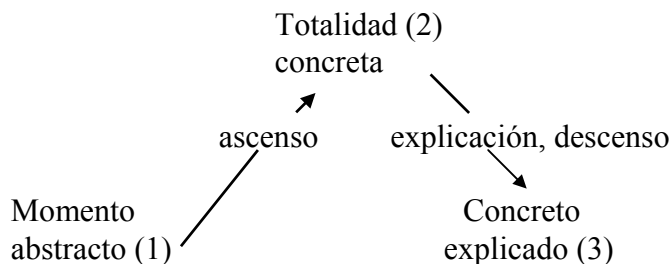 Totalidad (2)
concreta
ascenso
explicación, descenso
Momento
abstracto (1)
Concreto
explicado (3)